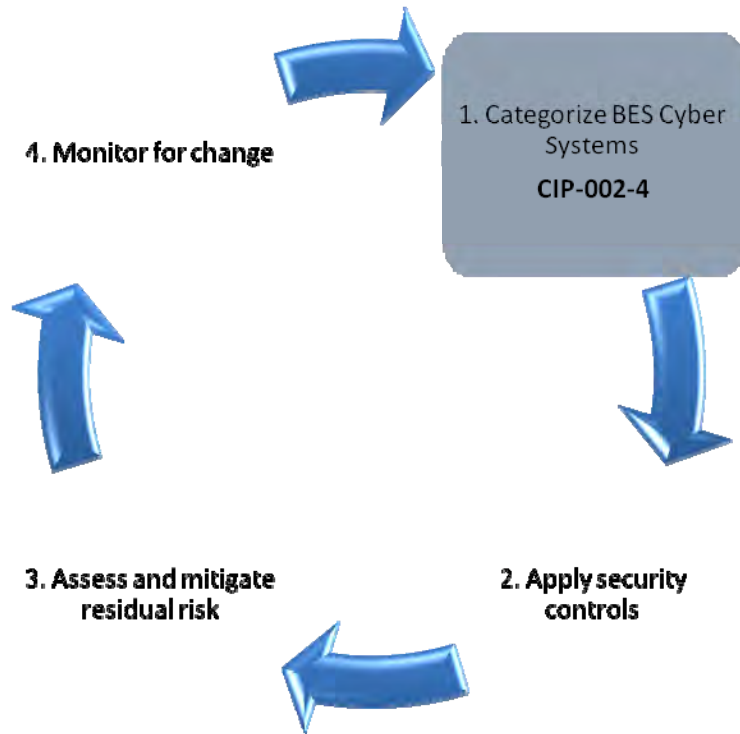 1. Categorize BES Cyber
Systems
CIP-002-4
2. Apply security
controls
3. Assess and mitigate
residual risk
4. Monitor for change